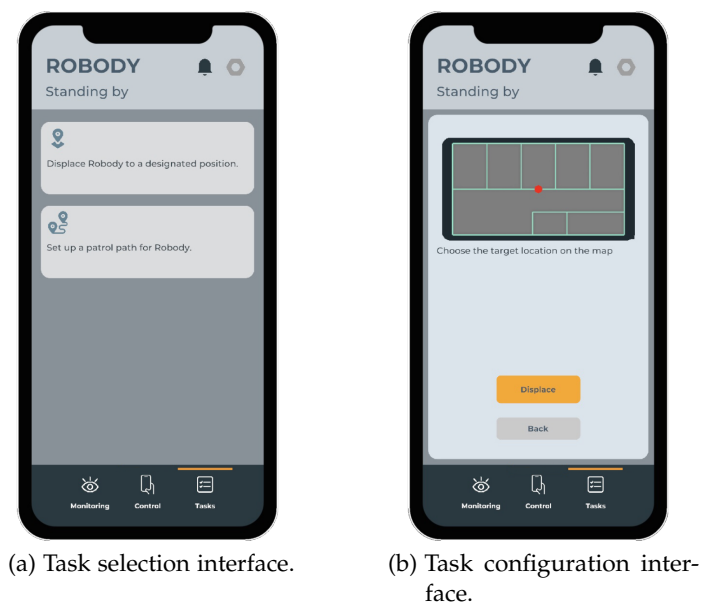 ROBODY
Standing by
Displace Robody to a designated position.
Set up a patrol path for Robody.
Monitoring
Control
Tasks
(a) Task selection interface.
ROBODY
Standing by
Choose the target location on the map
Displace
Back
Monitoring
Control
Tasks
(b) Task configuration inter-
face.